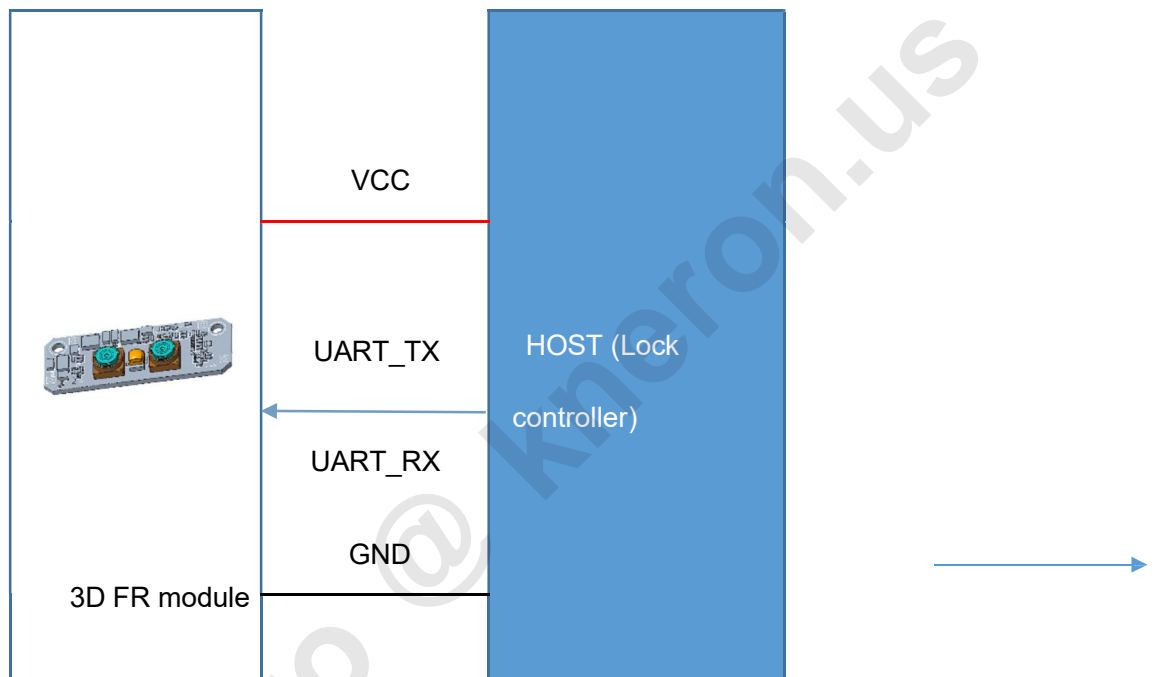 VCC
UART_TX
HOST (Lock
controller)
UART_RX
GND
3D FR module
o @ kneron.us